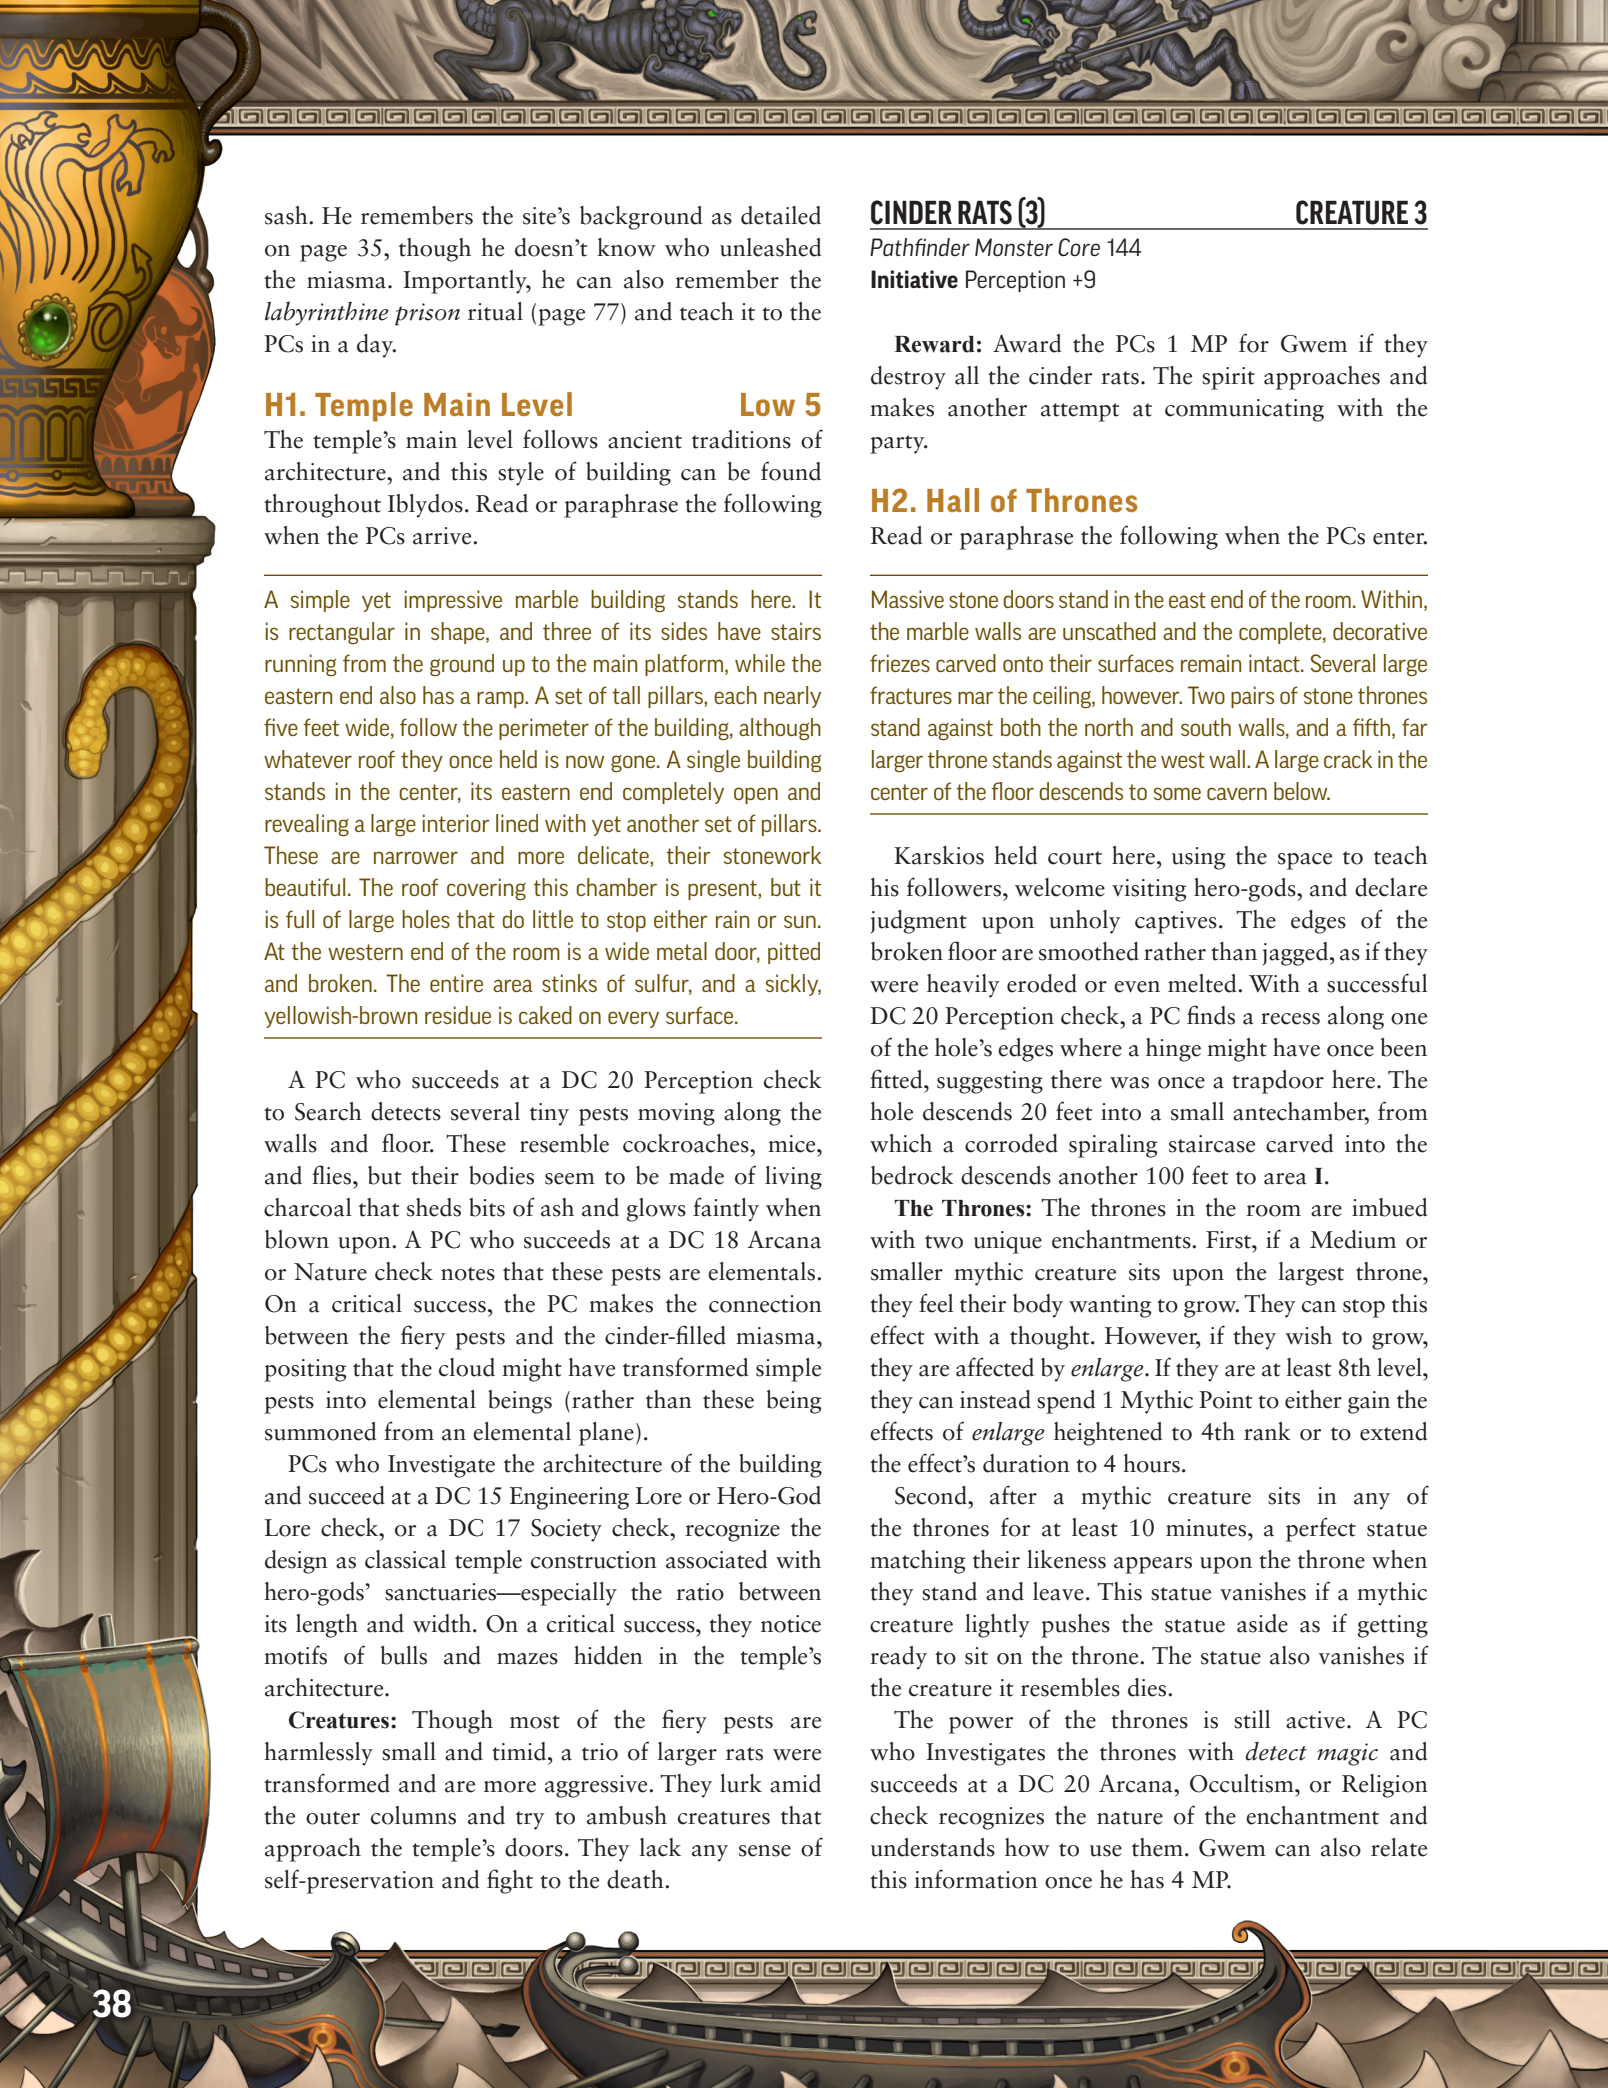 sash. He remembers the site's background as detailed
on page 35, though he doesn't know who unleashed
the miasma. Importantly, he can also remember the
labyrinthine prison ritual (page 77) and teach it to the
PCs in a day.
H1. Temple Main Level Low 5
The temple's main level follows ancient traditions of
architecture, and this style of building can be found
throughout Iblydos. Read or paraphrase the following
when the PCs arrive.
A simple yet impressive marble building stands here. It
is rectangular in shape, and three of its sides have stairs
running from the ground up to the main platform, while the
eastern end also has a ramp. A set of tall pillars, each nearly
five feet wide, follow the perimeter of the building, although
whatever roof they once held is now gone. A single building
stands in the center, its eastern end completely open and
revealing a large interior lined with yet another set of pillars.
These are narrower and more delicate, their stonework
beautiful. The roof covering this chamber is present, but it
is full of large holes that do little to stop either rain or sun.
At the western end of the room is a wide metal door, pitted
and broken. The entire area stinks of sulfur, and a sickly,
yellowish-brown residue is caked on every surface.
A PC who succeeds at a DC 20 Perception check
to Search detects several tiny pests moving along the
walls and floor. These resemble cockroaches, mice,
and flies, but their bodies seem to be made of living
charcoal that sheds bits of ash and glows faintly when
blown upon. A PC who succeeds at a DC 18 Arcana
or Nature check notes that these pests are elementals.
On a critical success, the PC makes the connection
between the fiery pests and the cinder-filled miasma,
positing that the cloud might have transformed simple
pests into elemental beings (rather than these being
summoned from an elemental plane).
PCs who Investigate the architecture of the building
and succeed at a DC 15 Engineering Lore or Hero-God
Lore check, or a DC 17 Society check, recognize the
design as classical temple construction associated with
hero-gods' sanctuaries—especially the ratio between
its length and width. On a critical success, they notice
motifs of bulls and mazes hidden in the temple's
architecture.
Creatures: Though most of the fiery pests are
harmlessly small and timid, a trio of larger rats were
transformed and are more aggressive. They lurk amid
the outer columns and try to ambush creatures that
approach the temple's doors. They lack any sense of
self-preservation and fight to the death.
CINDER RATS (3) CREATURE 3
Pathfinder Monster Core 144
Initiative Perception +9
Reward: Award the PCs 1 MP for Gwem if they
destroy all the cinder rats. The spirit approaches and
makes another attempt at communicating with the
party.
H2. Hall of Thrones
Read or paraphrase the following when the PCs enter.
Massive stone doors stand in the east end of the room. Within,
the marble walls are unscathed and the complete, decorative
friezes carved onto their surfaces remain intact. Several large
fractures mar the ceiling, however. Two pairs of stone thrones
stand against both the north and south walls, and a fifth, far
larger throne stands against the west wall. A large crack in the
center of the floor descends to some cavern below.
Karskios held court here, using the space to teach
his followers, welcome visiting hero-gods, and declare
judgment upon unholy captives. The edges of the
broken floor are smoothed rather than jagged, as if they
were heavily eroded or even melted. With a successful
DC 20 Perception check, a PC finds a recess along one
of the hole's edges where a hinge might have once been
fitted, suggesting there was once a trapdoor here. The
hole descends 20 feet into a small antechamber, from
which a corroded spiraling staircase carved into the
bedrock descends another 100 feet to area I.
The Thrones: The thrones in the room are imbued
with two unique enchantments. First, if a Medium or
smaller mythic creature sits upon the largest throne,
they feel their body wanting to grow. They can stop this
effect with a thought. However, if they wish to grow,
they are affected by enlarge. If they are at least 8th level,
they can instead spend 1 Mythic Point to either gain the
effects of enlarge heightened to 4th rank or to extend
the effect's duration to 4 hours.
Second, after a mythic creature sits in any of
the thrones for at least 10 minutes, a perfect statue
matching their likeness appears upon the throne when
they stand and leave. This statue vanishes if a mythic
creature lightly pushes the statue aside as if getting
ready to sit on the throne. The statue also vanishes if
the creature it resembles dies.
The power of the thrones is still active. A PC
who Investigates the thrones with detect magic and
succeeds at a DC 20 Arcana, Occultism, or Religion
check recognizes the nature of the enchantment and
understands how to use them. Gwem can also relate
this information once he has 4 MP.
38